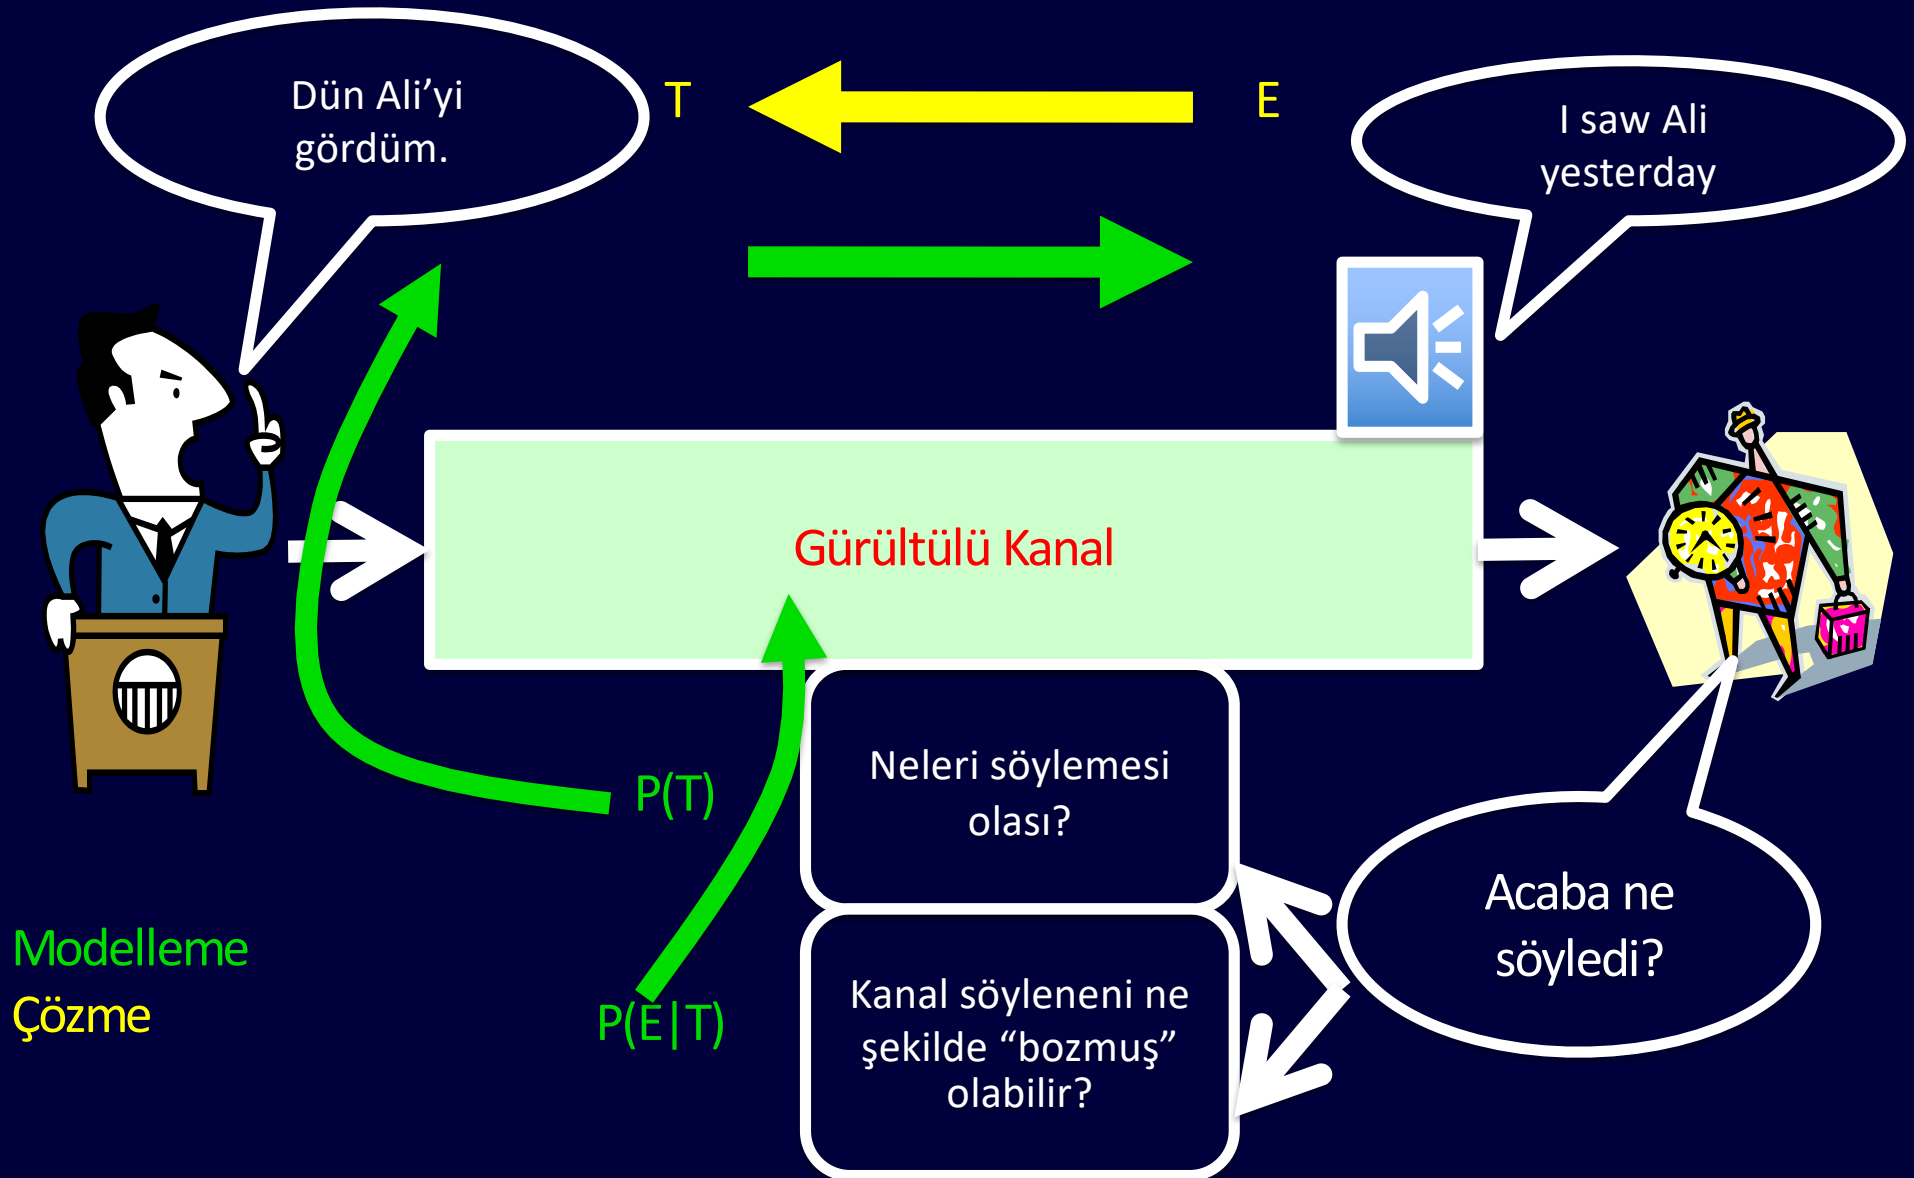 Dün Ali’yi
gördüm.
T
E
I saw Ali
yesterday
Gürültülü Kanal
P(T)
Neleri söylemesi
olası?
Acaba ne
söyledi?
Modelleme
Çözme
P(E|T)
Kanal söyleneni ne
şekilde “bozmuş”
olabilir?